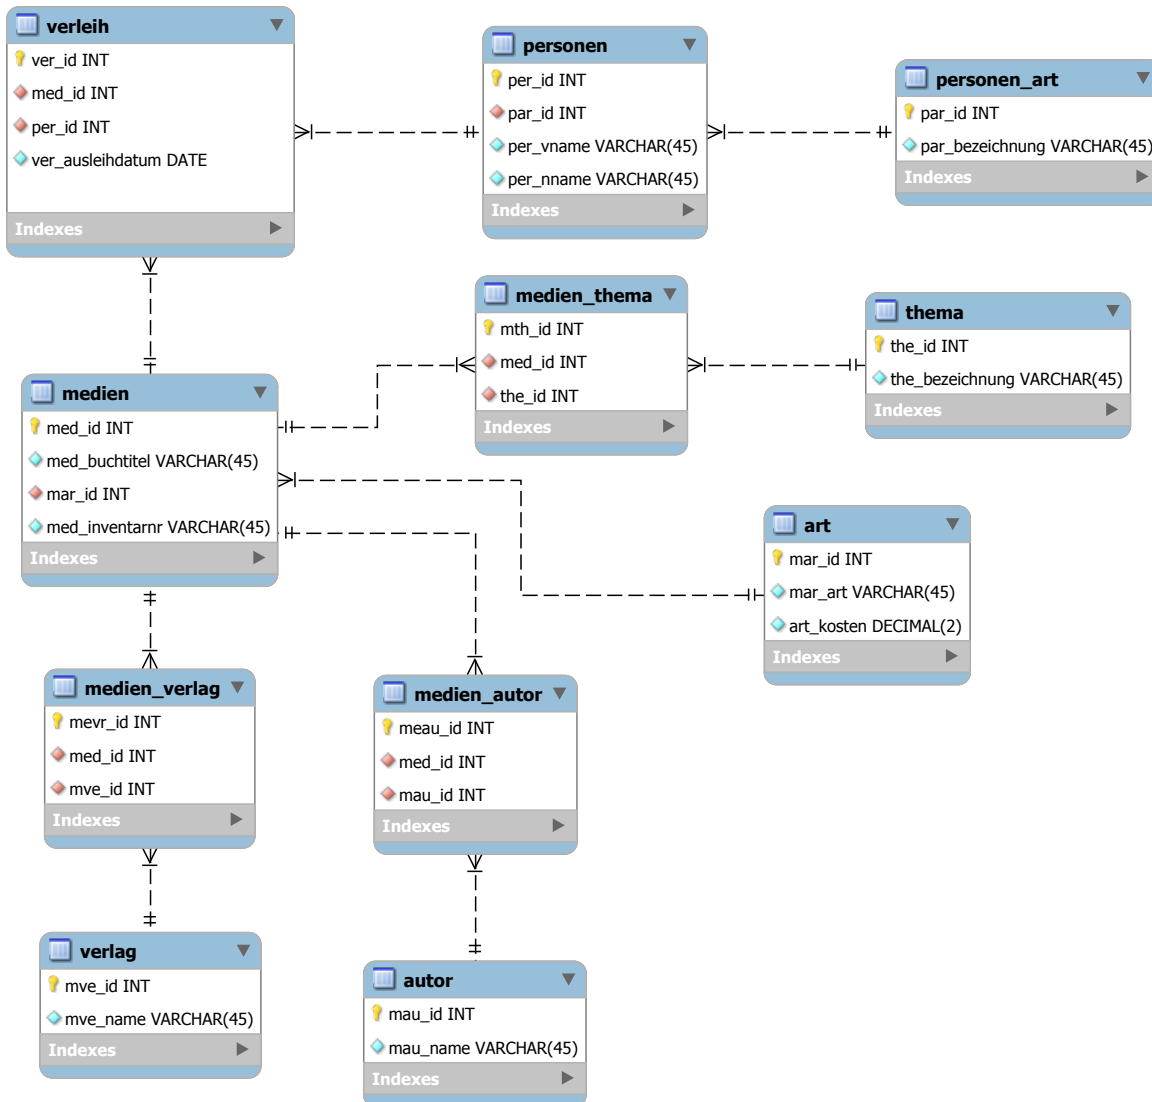 verleih
ver_id INT
med_id INT
per_id INT
ver_ausleihdatum DATE
Indexes
personen
per_id INT
par_id INT
per_vname VARCHAR(45)
per_nname VARCHAR(45)
Indexes
personen_art
par_id INT
par_bezeichnung VARCHAR(45)
Indexes
medien_thema
mth_id INT
med_id INT
the_id INT
Indexes
thema
the_id INT
the_bezeichnung VARCHAR(45)
Indexes
medien
med_id INT
med_buchtitel VARCHAR(45)
mar_id INT
med_inventarnr VARCHAR(45)
Indexes
art
mar_id INT
mar_art VARCHAR(45)
art_kosten DECIMAL(2)
Indexes
medien_verlag
mevr_id INT
med_id INT
mve_id INT
Indexes
medien_autor
meau_id INT
med_id INT
mau_id INT
Indexes
verlag
mve_id INT
mve_name VARCHAR(45)
Indexes
autor
mau_id INT
mau_name VARCHAR(45)
Indexes